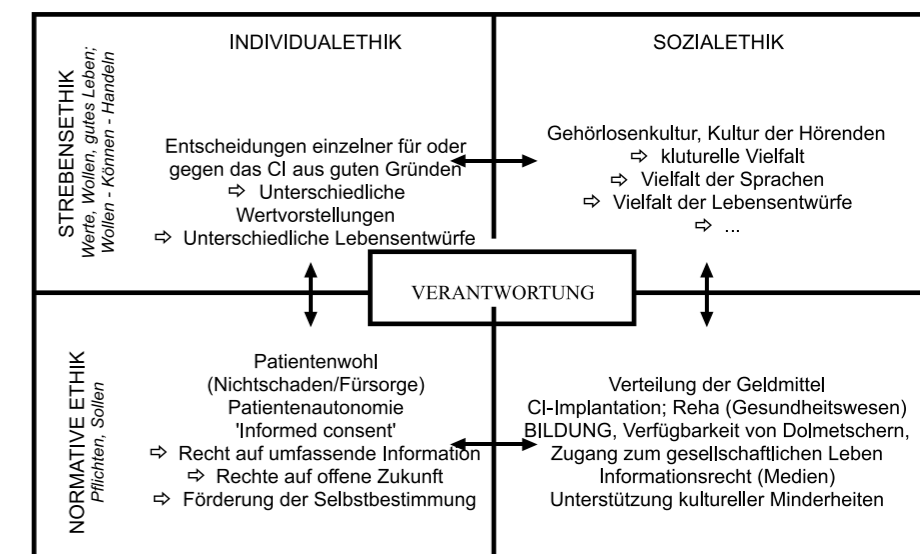 INDIVIDUALETHIK
SOZIALETHIK
STREBENSETHIK
Werte, Wollen, gutes Leben;
Wollen - Können - Handeln
Entscheidungen einzelner für oder
gegen das CI aus guten Gründen
⇨ Unterschiedliche
Wertvorstellungen
⇨ Unterschiedliche Lebensentwürfe
Gehörlosenkultur, Kultur der Hörenden
⇨ kluturelle Vielfalt
⇨ Vielfalt der Sprachen
⇨ Vielfalt der Lebensentwürfe
⇨ ...
VERANTWORTUNG
NORMATIVE ETHIK
Pflichten, Sollen
Patientenwohl
(Nichtschaden/Fürsorge)
Patientenautonomie
'Informed consent'
⇨ Recht auf umfassende Information
⇨ Rechte auf offene Zukunft
⇨ Förderung der Selbstbestimmung
Verteilung der Geldmittel
CI-Implantation; Reha (Gesundheitswesen)
BILDUNG, Verfügbarkeit von Dolmetschern,
Zugang zum gesellschaftlichen Leben
Informationsrecht (Medien)
Unterstützung kultureller Minderheiten